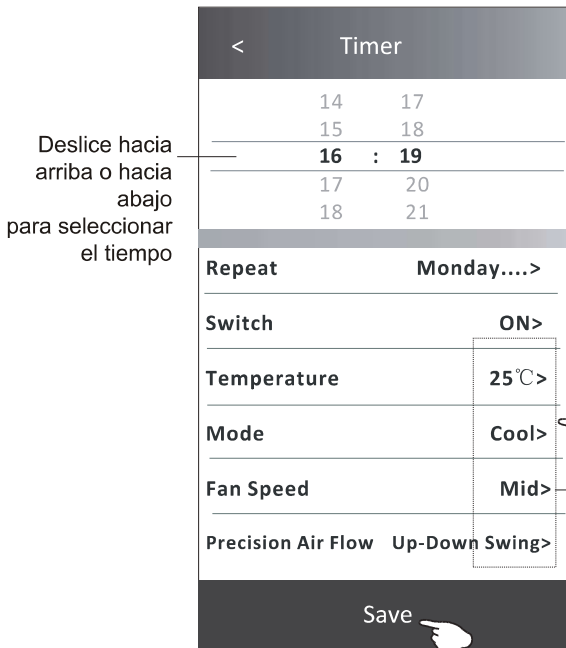 < Timer
14 17
15 18
16 : 19
17 20
18 21
Deslice hacia
arriba o hacia
abajo
para seleccionar
el tiempo
Repeat Monday....>
Switch ON>
Temperature 25℃>
Mode Cool>
Fan Speed Mid>
Precision Air Flow Up-Down Swing>
Save